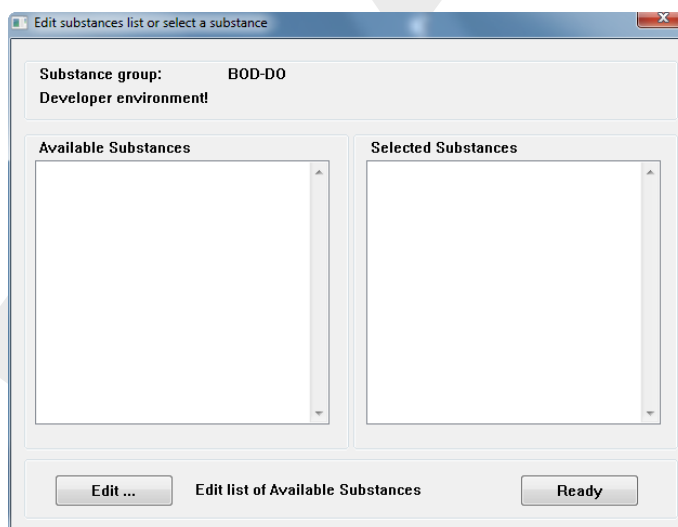 Edit substances list or select a substance
Substance group: BOD-DO
Developer environment!
Available Substances Selected Substances
Edit ... Edit list of Available Substances Ready